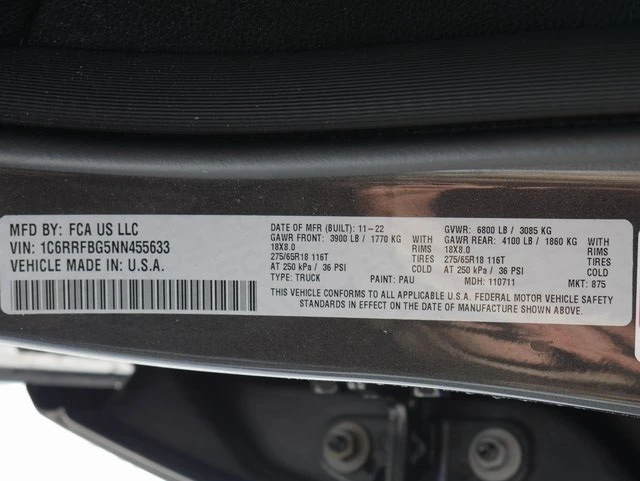 MFD BY: FCA US LLC
VIN: 1C6RRFBG5NN455633
VEHICLE MADE IN: U.S.A.
DATE OF MFR (BUILT): 11-22 GVWR: 6800 LB / 3085 KG
GAWR FRONT: 3900 LB / 1770 KG WITH GAWR REAR: 4100 LB / 1860 KG WITH
18X8.0 RIMS 18X8.0 RIMS
275/65R18 116T TIRES 275/65R18 116T TIRES
AT 250 kPa / 36 PSI COLD AT 250 kPa / 36 PSI COLD
TYPE: TRUCK PAINT: PAU MDH: 110711 MKT: 875
THIS VEHICLE CONFORMS TO ALL APPLICABLE U.S.A. FEDERAL MOTOR VEHICLE SAFETY
STANDARDS IN EFFECT ON THE DATE OF MANUFACTURE SHOWN ABOVE.